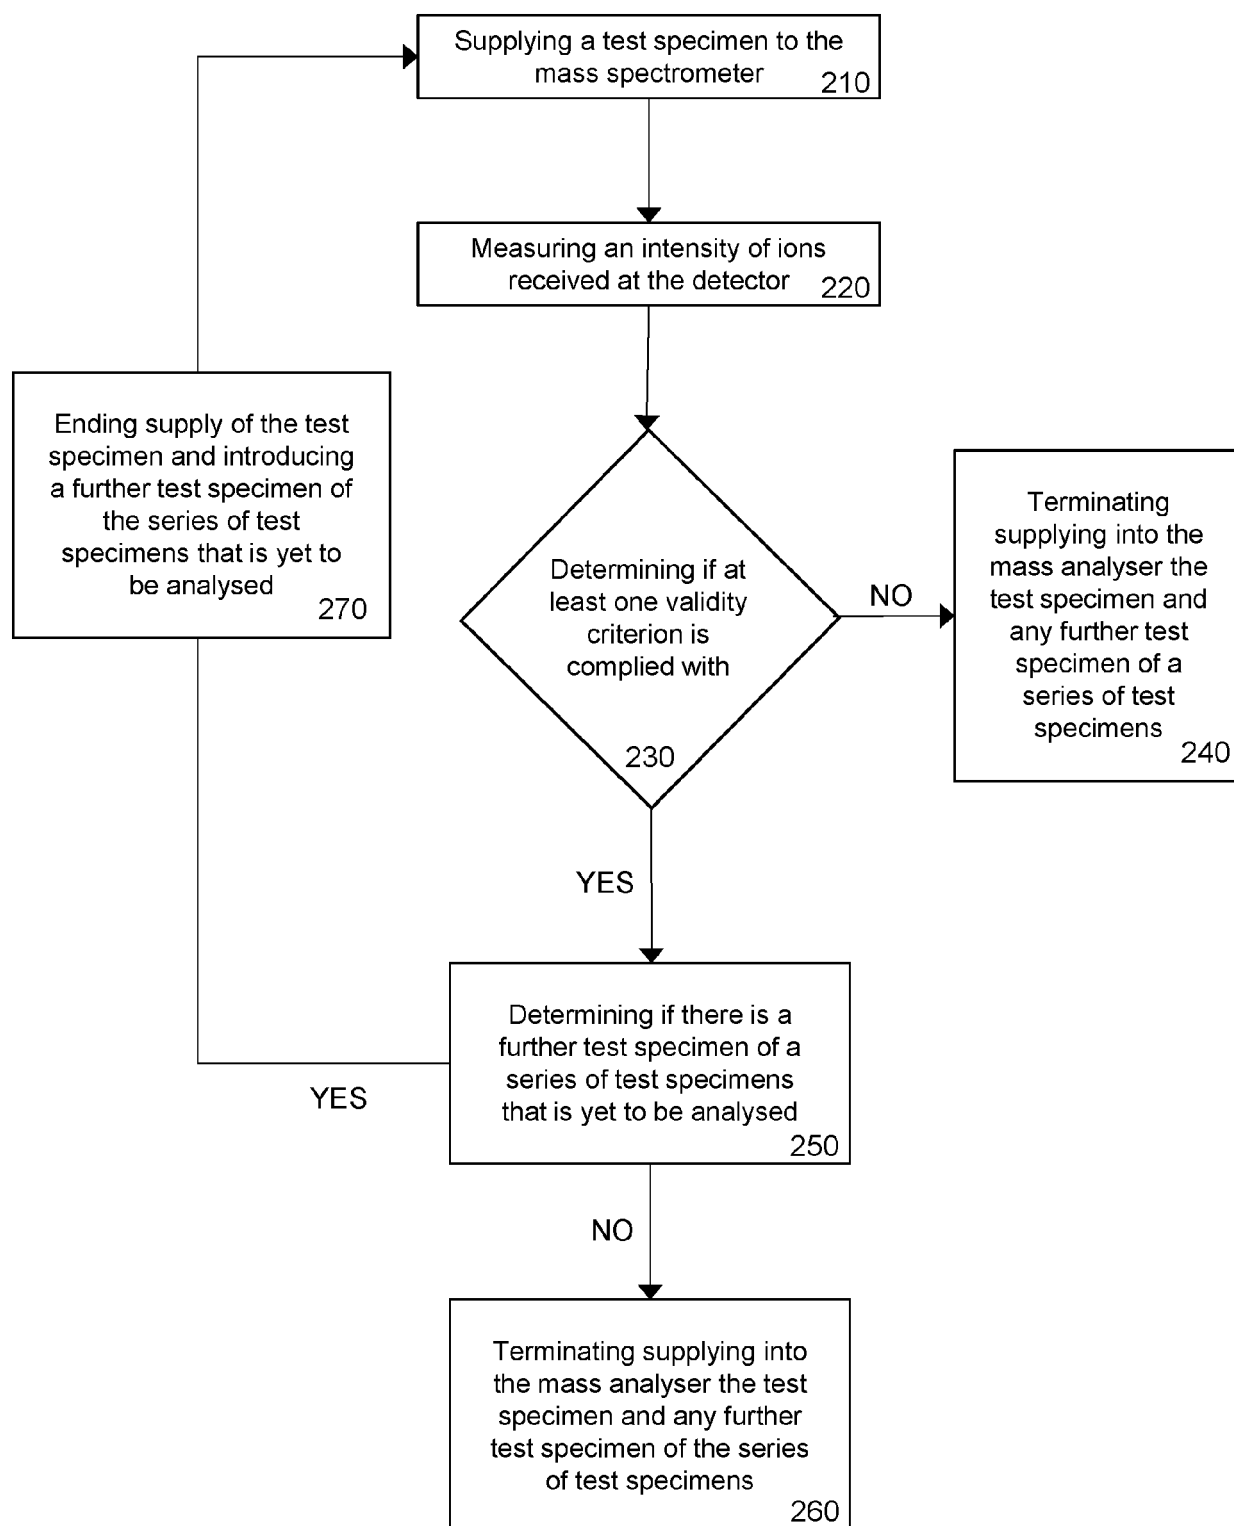 Supplying a test specimen to the
mass spectrometer
210
Measuring an intensity of ions
received at the detector
220
Ending supply of the test
specimen and introducing
a further test specimen of
the series of test
specimens that is yet to
be analysed
270
Determining if at
least one validity
criterion is
complied with
230
NO
Terminating
supplying into the
mass analyser the
test specimen and
any further test
specimen of a
series of test
specimens
240
YES
Determining if there is a
further test specimen of a
series of test specimens
that is yet to be analysed
250
YES
NO
Terminating supplying into
the mass analyser the test
specimen and any further
test specimen of the series
of test specimens
260